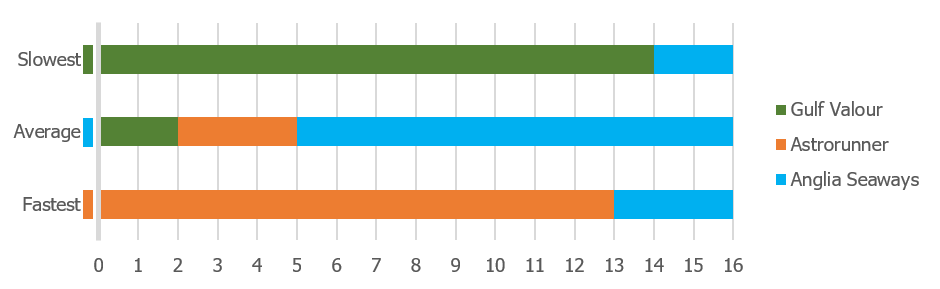 Slowest
Average
Fastest
0 1 2 3 4 5 6 7 8 9 10 11 12 13 14 15 16
Gulf Valour
Astrorunner
Anglia Seaways